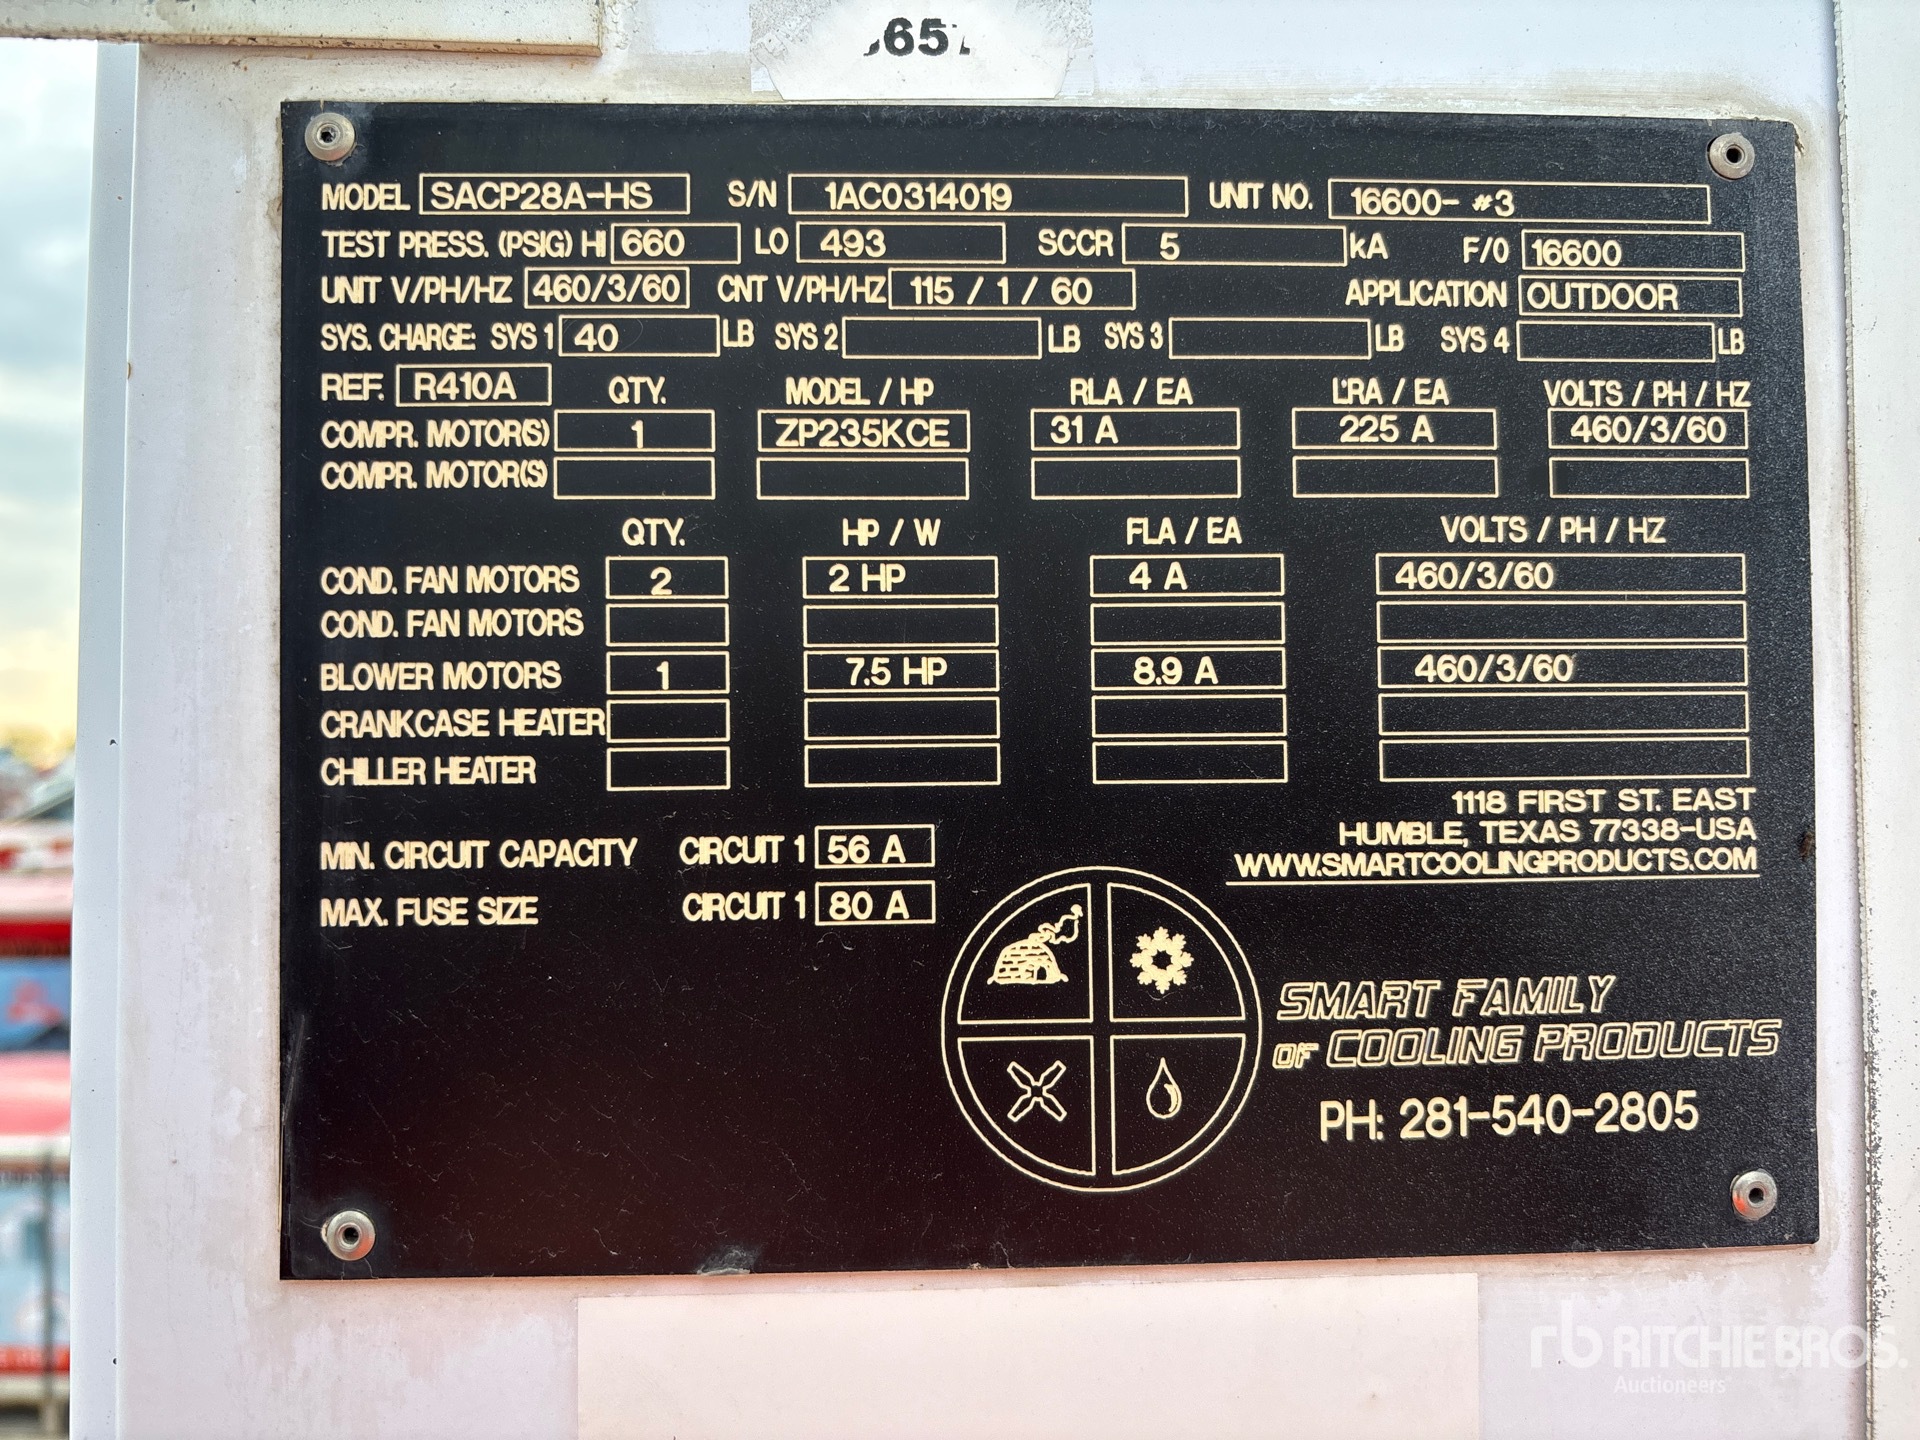 65
MODEL SACP28A-HS S/N 1AC0314019 UNIT NO. 16600- #3
TEST PRESS. (PSIG) HI 660 LO 493 SCCR 5 kA F/O 16600
UNIT V/PH/HZ 460/3/60 CNT V/PH/HZ 115 / 1 / 60 APPLICATION OUTDOOR
SYS. CHARGE: SYS 1 40 LB SYS 2 LB SYS 3 LB SYS 4 LB
REF. R410A QTY. MODEL / HP RLA / EA L'RA / EA VOLTS / PH / HZ
COMPR. MOTOR(S) 1 ZP235KCE 31 A 225 A 460/3/60
COMPR. MOTOR(S)
QTY. HP / W FLA / EA VOLTS / PH / HZ
COND. FAN MOTORS 2 2 HP 4 A 460/3/60
COND. FAN MOTORS
BLOWER MOTORS 1 7.5 HP 8.9 A 460/3/60
CRANKCASE HEATER
CHILLER HEATER
1118 FIRST ST. EAST
HUMBLE, TEXAS 77338-USA
WWW.SMARTCOOLINGPRODUCTS.COM
MIN. CIRCUIT CAPACITY CIRCUIT 1 56 A
MAX. FUSE SIZE CIRCUIT 1 80 A
SMART FAMILY
OF COOLING PRODUCTS
PH: 281-540-2805
rb RITCHIE BROS.
Auctioneers